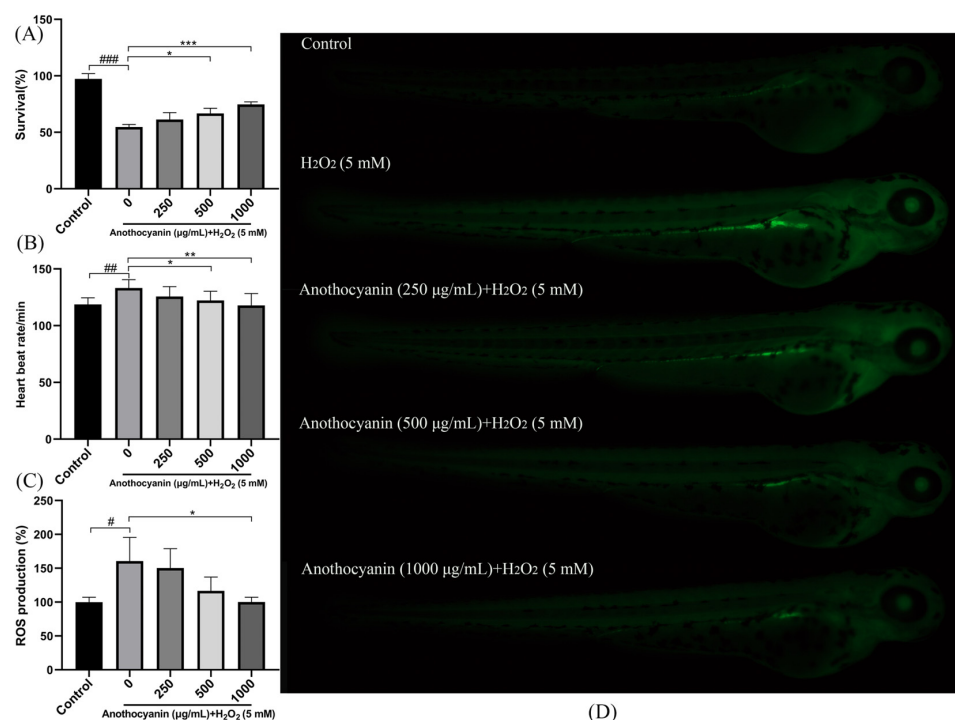 (A)
Survival(%)
150
100
50
0
###
*
***
Control
0
250
500
1000
Anothocyanin (μg/mL)+H₂O₂ (5 mM)
(B)
Heart beat rate/min
150
100
50
0
##
*
**
Control
0
250
500
1000
Anothocyanin (μg/mL)+H₂O₂ (5 mM)
(C)
ROS production (%)
250
200
150
100
50
0
#
*
Control
0
250
500
1000
Anothocyanin (μg/mL)+H₂O₂ (5 mM)
Control
H₂O₂ (5 mM)
Anothocyanin (250 μg/mL)+H₂O₂ (5 mM)
Anothocyanin (500 μg/mL)+H₂O₂ (5 mM)
Anothocyanin (1000 μg/mL)+H₂O₂ (5 mM)
(D)